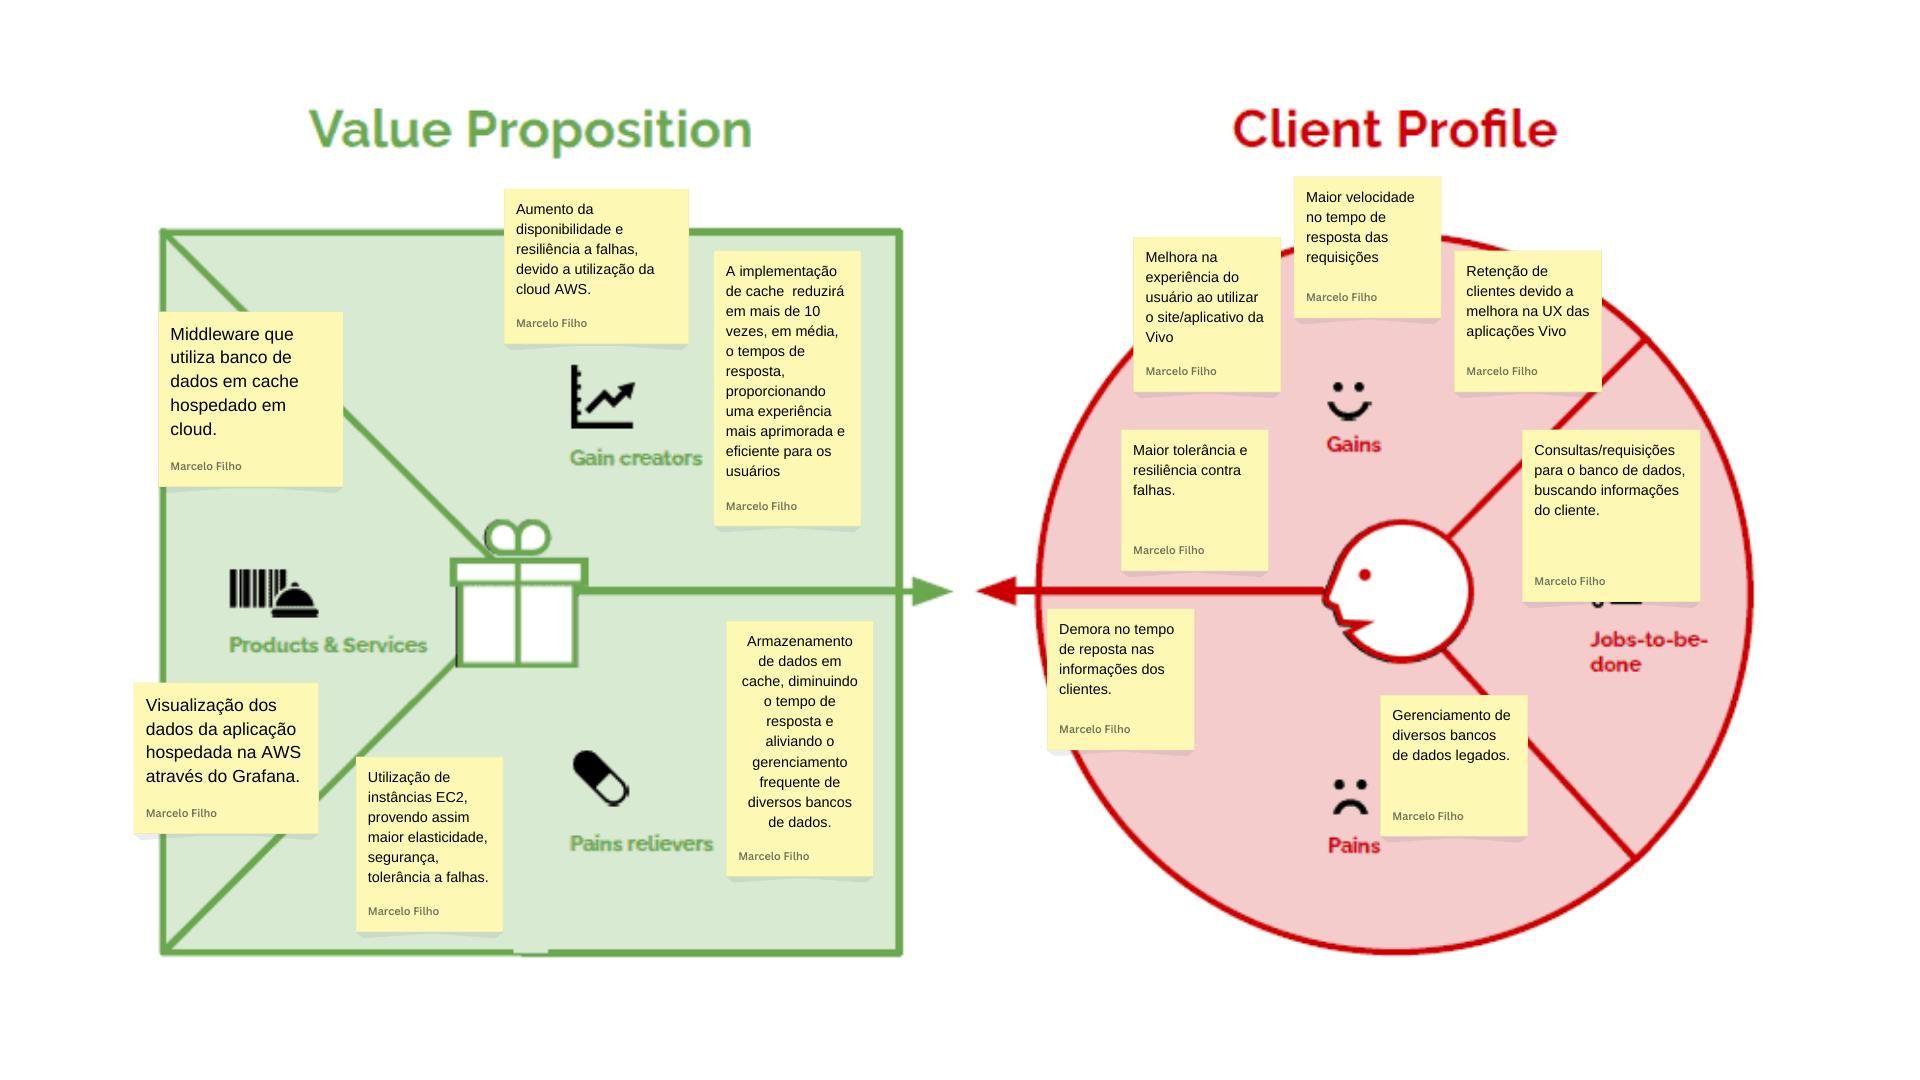 Value Proposition
Aumento da
disponibilidade e
resiliência a falhas,
devido a utilização da
cloud AWS.
Marcelo Filho
A implementação
de cache  reduzirá
em mais de 10
vezes, em média,
o tempos de
resposta,
proporcionando
uma experiência
mais aprimorada e
eficiente para os
usuários
Marcelo Filho
Middleware que
utiliza banco de
dados em cache
hospedado em
cloud.
Marcelo Filho
Gain creators
Products & Services
Visualização dos
dados da aplicação
hospedada na AWS
através do Grafana.
Marcelo Filho
Utilização de
instâncias EC2,
provendo assim
maior elasticidade,
segurança,
tolerância a falhas.
Marcelo Filho
Pains relievers
Armazenamento
de dados em
cache, diminuindo
o tempo de
resposta e
aliviando o
gerenciamento
frequente de
diversos bancos
de dados.
Marcelo Filho
Client Profile
Melhora na
experiência do
usuário ao utilizar
o site/aplicativo da
Vivo
Marcelo Filho
Maior velocidade
no tempo de
resposta das
requisições
Marcelo Filho
Retenção de
clientes devido a
melhora na UX das
aplicações Vivo
Marcelo Filho
Gains
Maior tolerância e
resiliência contra
falhas.
Marcelo Filho
Consultas/requisições
para o banco de dados,
buscando informações
do cliente.
Marcelo Filho
Jobs-to-be-
done
Demora no tempo
de reposta nas
informações dos
clientes.
Marcelo Filho
Gerenciamento de
diversos bancos
de dados legados.
Marcelo Filho
Pains